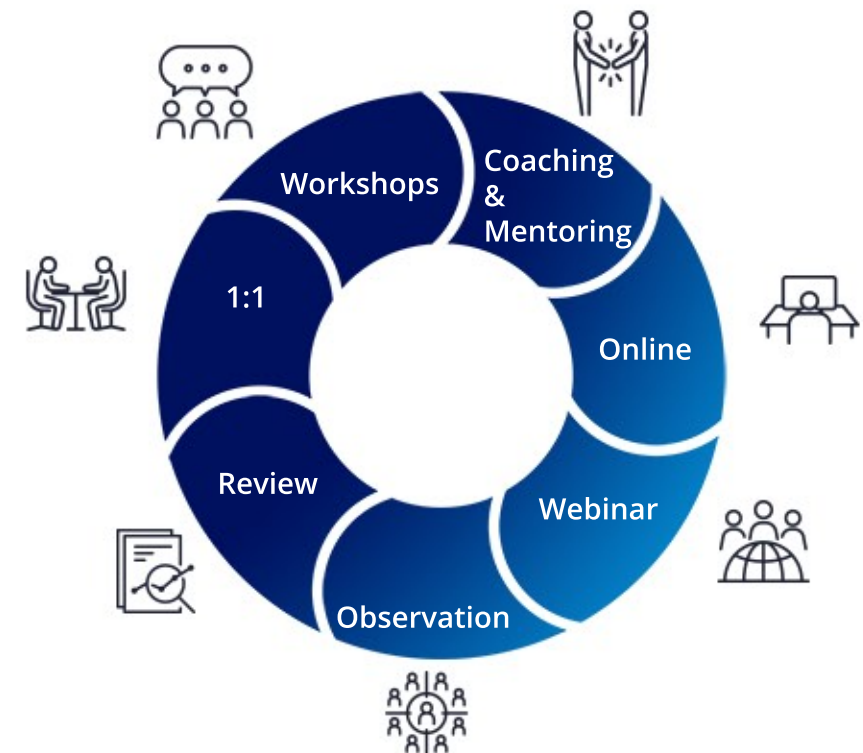 Workshops
Coaching
&
Mentoring
1:1
Online
Review
Webinar
Observation